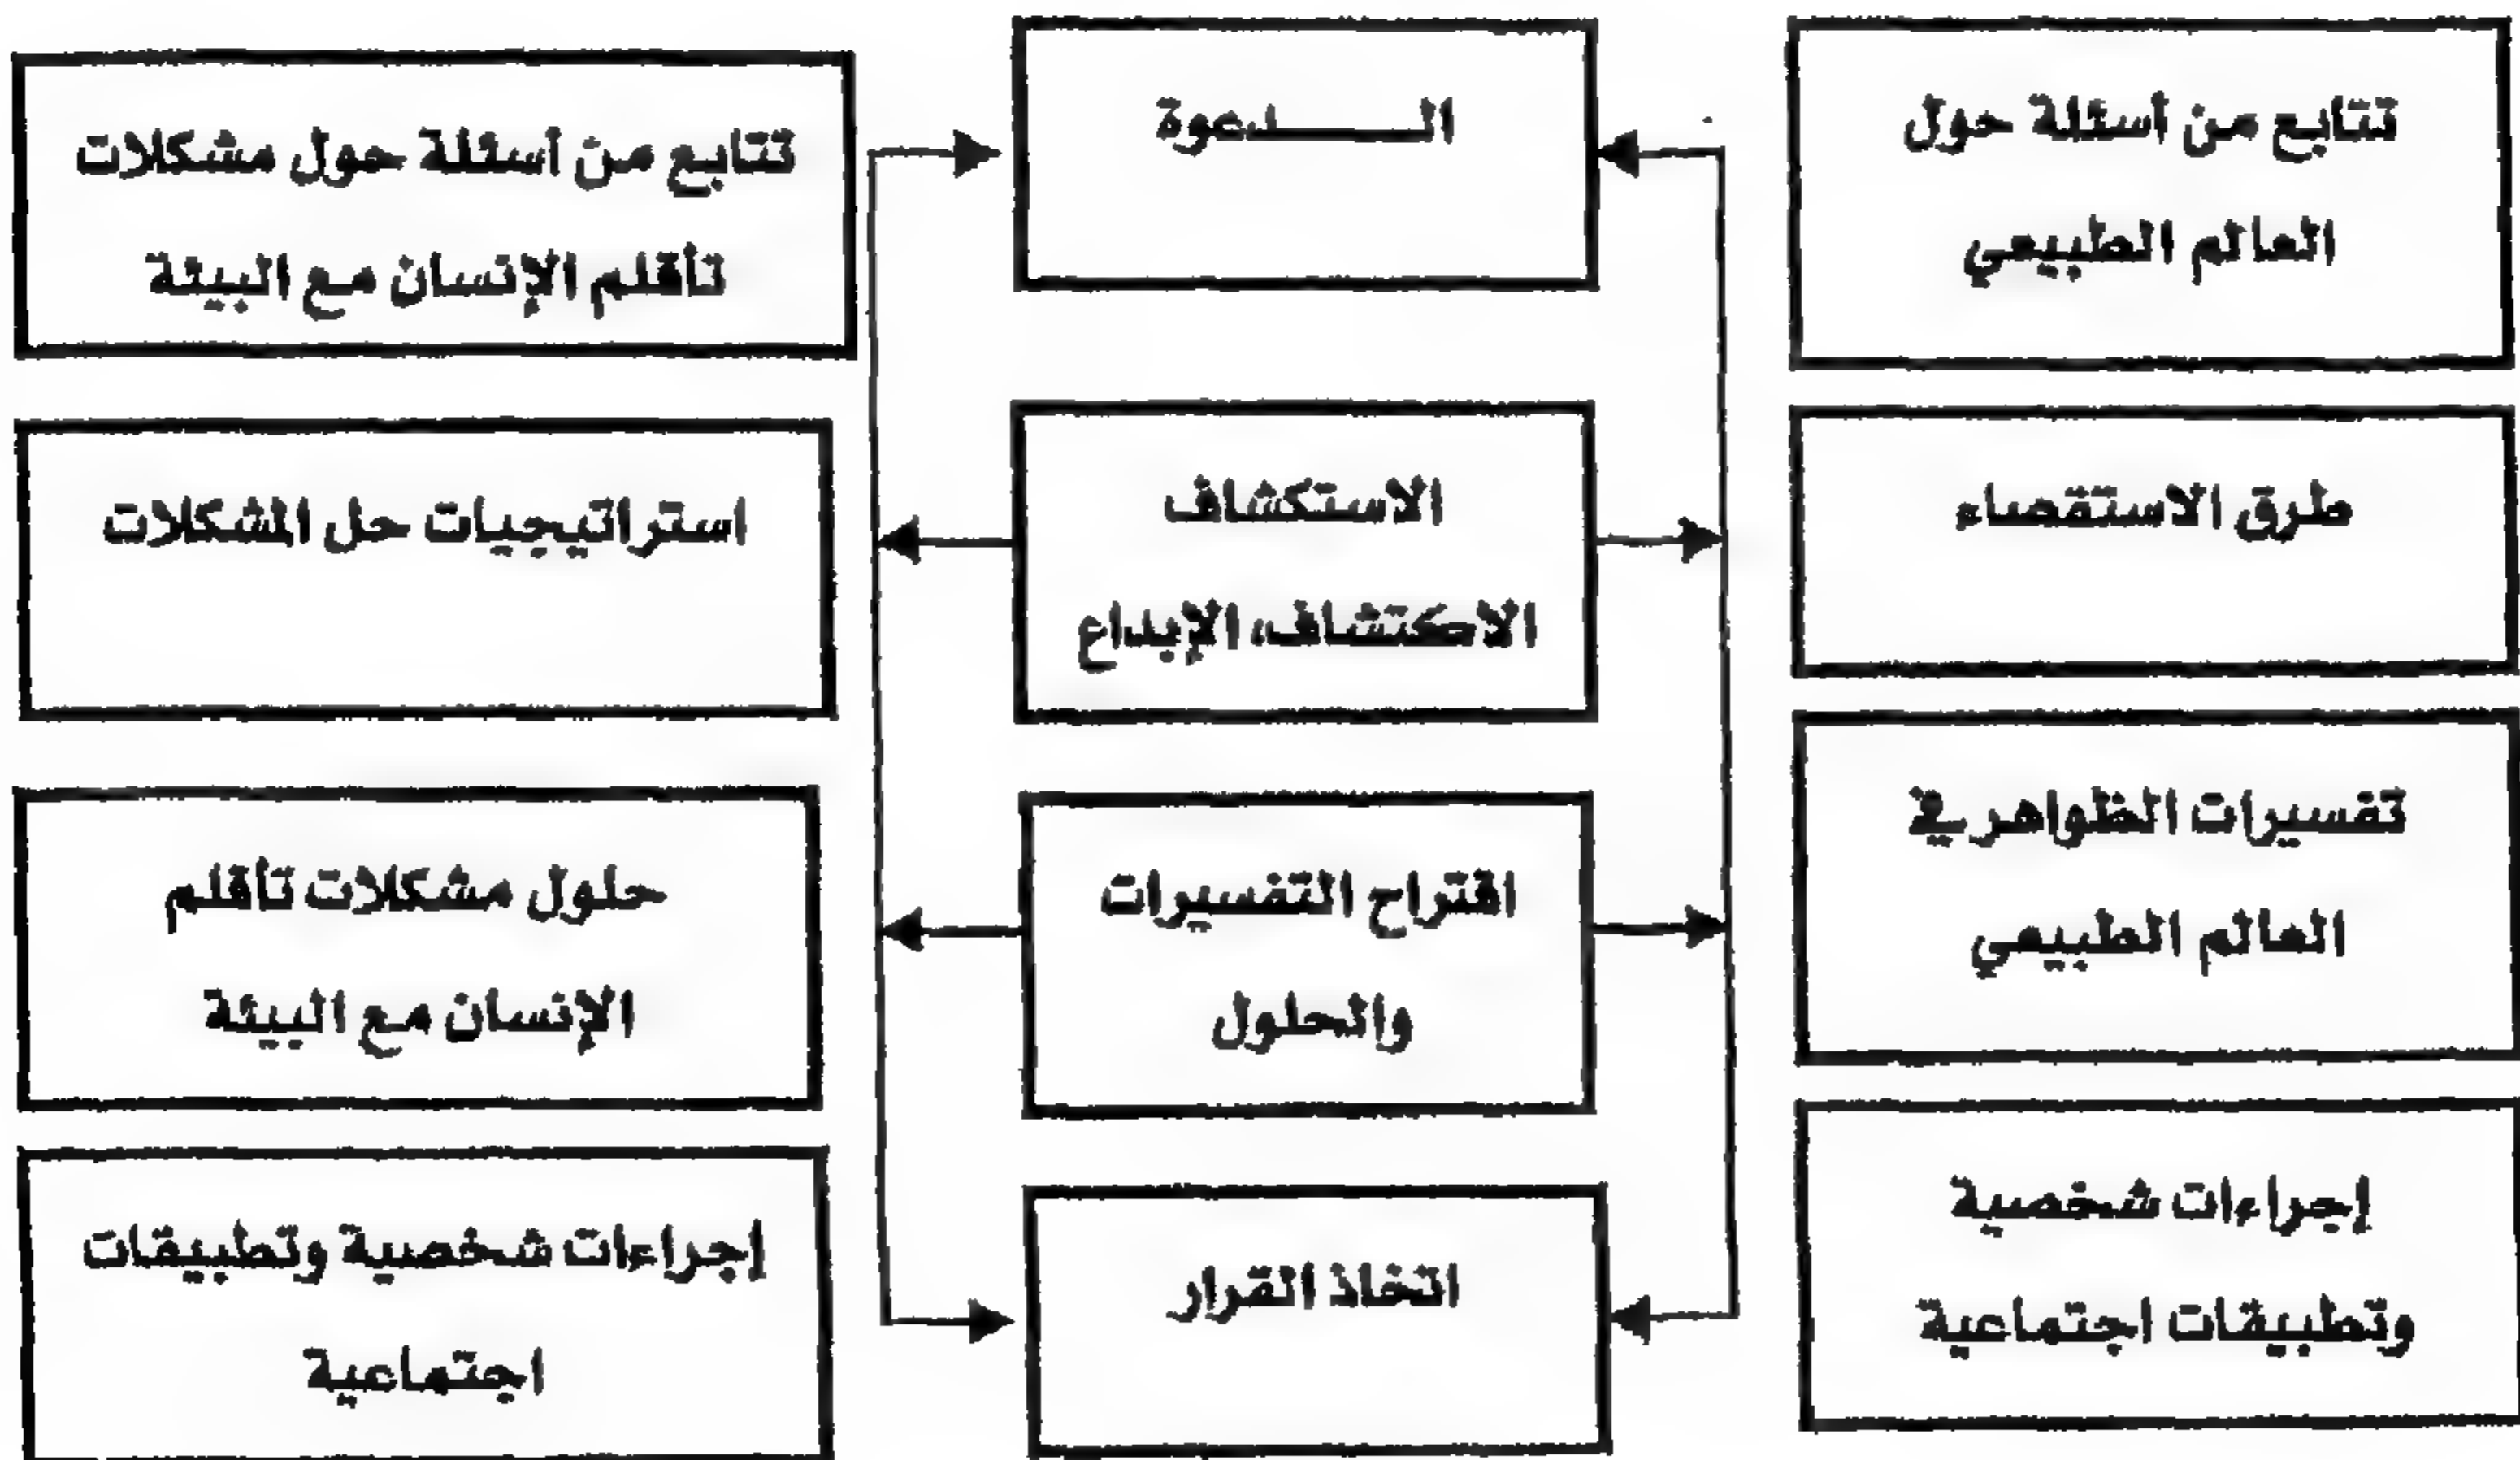 تتابع من أسئلة حول
العالم الطبيعي
الـــــدعوة
تتابع من أسئلة حول مشكلات
تأقلم الإنسان مع البيئة
طرق الاستقصاء
الاستكشاف
الاكتشاف، الإبداع
استراتيجيات حل المشكلات
تفسيرات الظواهر في
العالم الطبيعي
اقتراح التفسيرات
والحلول
حلول مشكلات تأقلم
الإنسان مع البيئة
إجراءات شخصية
وتطبيقات اجتماعية
اتخاذ القرار
إجراءات شخصية وتطبيقات
اجتماعية